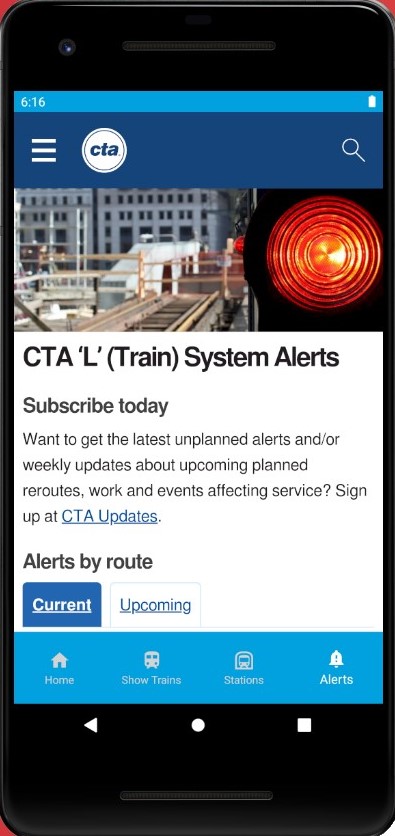 6:16
cta
CTA 'L' (Train) System Alerts
Subscribe today
Want to get the latest unplanned alerts and/or
weekly updates about upcoming planned
reroutes, work and events affecting service? Sign
up at CTA Updates.
Alerts by route
Current Upcoming
Home Show Trains Stations Alerts